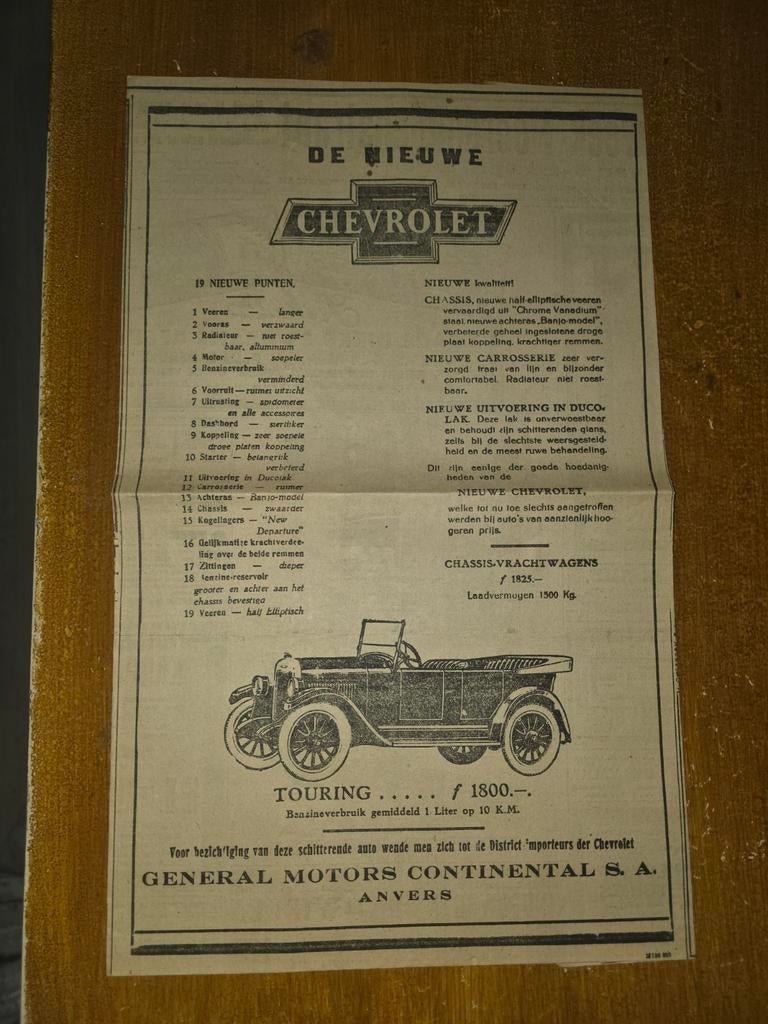 DE NIEUWE
CHEVROLET
19 NIEUWE PUNTEN.
1 Veeren — langer
2 Vooras — verzwaard
3 Radiateur — niet roest-
baar, alluminium
4 Motor — soepeler
5 Benzineverbruik
verminderd
6 Voorruit — ruimer uitzicht
7 Uitrusting — spidometer
en alle accessoires
8 Dashbord — sierlijker
9 Koppeling — zeer soepele
droge platen koppeling
10 Starter — belangrijk
verbeterd
11 Uitvoering in Ducolak
12 Carrosserie — ruimer
13 Achteras — Banjo-model
14 Chassis — zwaarder
15 Kogellagers — "New
Departure"
16 Gelijkmatige krachtverdee-
ling over de beide remmen
17 Zittingen — dieper
18 Benzine-reservoir
grooter en achter aan het
chassis bevestigd
19 Veeren — half Elliptisch
NIEUWE kwaliteit!
CHASSIS, nieuwe half-elliptische veeren
vervaardigd uit "Chrome Vanadium"
staal, nieuwe achteras „Banjo-model",
verbeterde geheel ingeslotene droge
plaat koppeling, krachtiger remmen.
NIEUWE CARROSSERIE zeer ver-
zorgd fraai van lijn en bijzonder
comfortabel. Radiateur niet roest-
baar.
NIEUWE UITVOERING IN DUCO-
LAK. Deze lak is onverwoestbaar
en behoudt zijn schitterenden glans,
zelfs bij de slechtste weersgesteld-
heid en de meest ruwe behandeling.
Dit zijn eenige der goede hoedanig-
heden van de
NIEUWE CHEVROLET,
welke tot nu toe slechts aangetroffen
werden bij auto's van aanzienlijk hoo-
geren prijs.
CHASSIS-VRACHTWAGENS
f 1825.—
Laadvermogen 1500 Kg.
TOURING ..... f 1800.—.
Benzineverbruik gemiddeld 1 Liter op 10 K.M.
Voor bezichtiging van deze schitterende auto wende men zich tot de District Importeurs der Chevrolet
GENERAL MOTORS CONTINENTAL S. A.
ANVERS